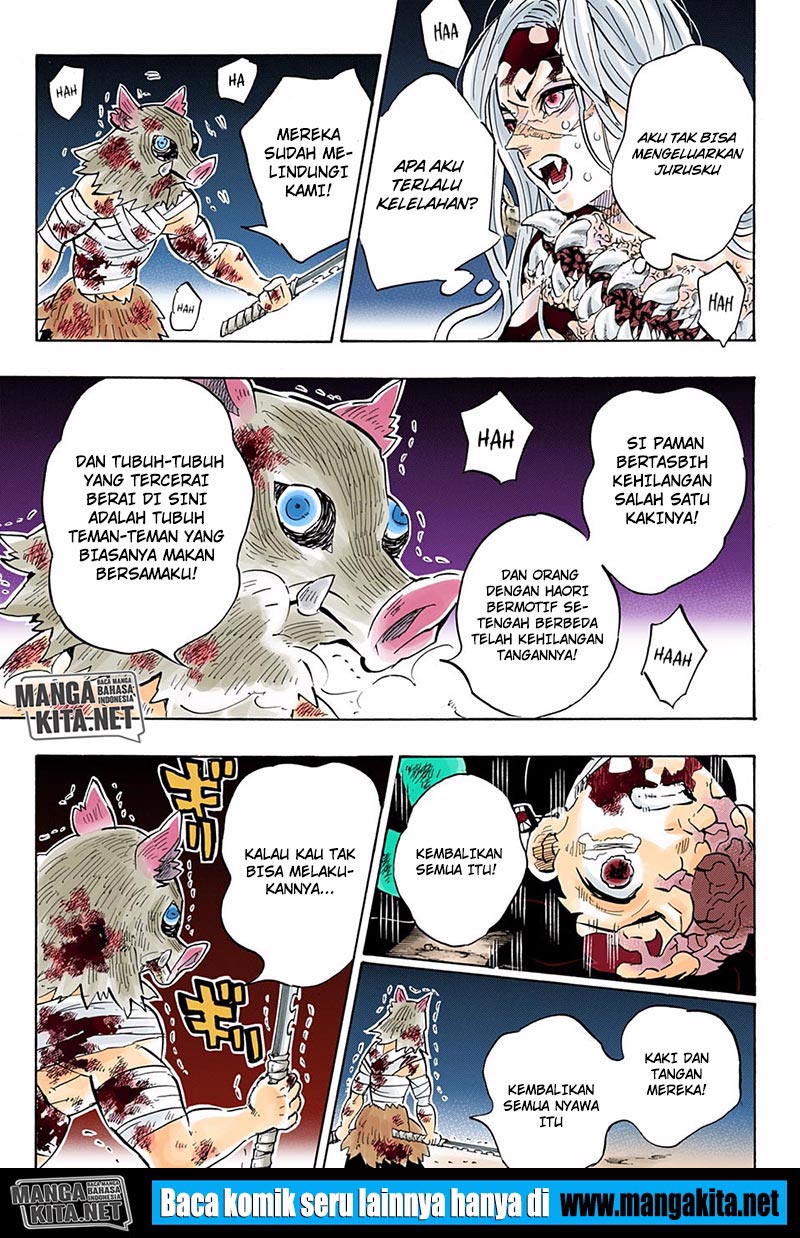 HAA
AKU TAK BISA
MENGELUARKAN
JURUSKU
APA AKU
TERLALU
KELELAHAN?
HAH
HAH
HA
MEREKA
SUDAH ME-
LINDUNGI
KAMI!
HAH
SI PAMAN
BERTASBIH
KEHILANGAN
SALAH SATU
KAKINYA!
HAH
DAN ORANG
DENGAN HAORI
BERMOTIF SE-
TENGAH BERBEDA
TELAH KEHILANGAN
TANGANNYA!
HAAH
DAN TUBUH-TUBUH
YANG TERCERAI
BERAI DI SINI
ADALAH TUBUH
TEMAN-TEMAN YANG
BIASANYA MAKAN
BERSAMAKU!
MANGA
KITA.NET
BACA MANGA
BAHASA
INDONESIA
KEMBALIKAN
SEMUA ITU!
KAKI DAN
TANGAN
MEREKA!
KEMBALIKAN
SEMUA NYAWA
ITU
KALAU KAU TAK
BISA MELAKU-
KANNYA...
ギリ
ギリ
MANGA
KITA.NET
BACA MANGA
BAHASA
INDONESIA
Baca komik seru lainnya hanya di www.mangakita.net